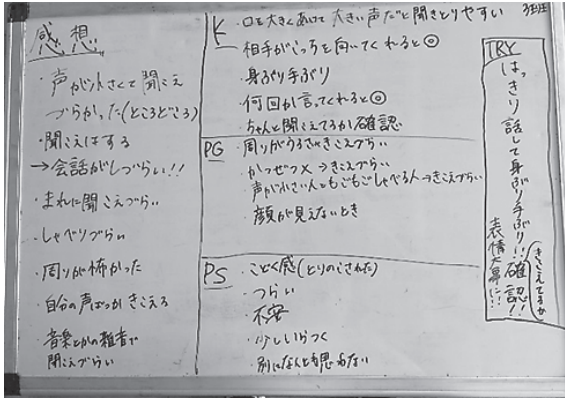 感想
・声が小さくて聞こえ
づらかった(ところどころ)
・聞こえはする
→会話がしづらい!!
・まれに聞こえづらい
・しゃべりづらい
・周りが怖かった
・自分の声ばっかきこえる
・音楽とかの雑音で
聞こえづらい
K
・口を大きくあけて大きい声だと聞きとりやすい
3班
・相手がこっちを向いてくれると◎
・身ぶり手ぶり
・何回か言ってくれると◎
・ちゃんと聞こえてるか確認
PG
・周りがうるさいときこえづらい
・かつぜつ×→きこえづらい
声が小さい人、もごもごしゃべる人→きこえづらい
・顔が見えないとき
PS
・こどく感(とりのこされた)
・つらい
・不安
・少しいらつく
・別になんとも思わない
TRY
はっきり話して身ぶり手ぶり!!確認!
きこえてるか
表情大事に!!